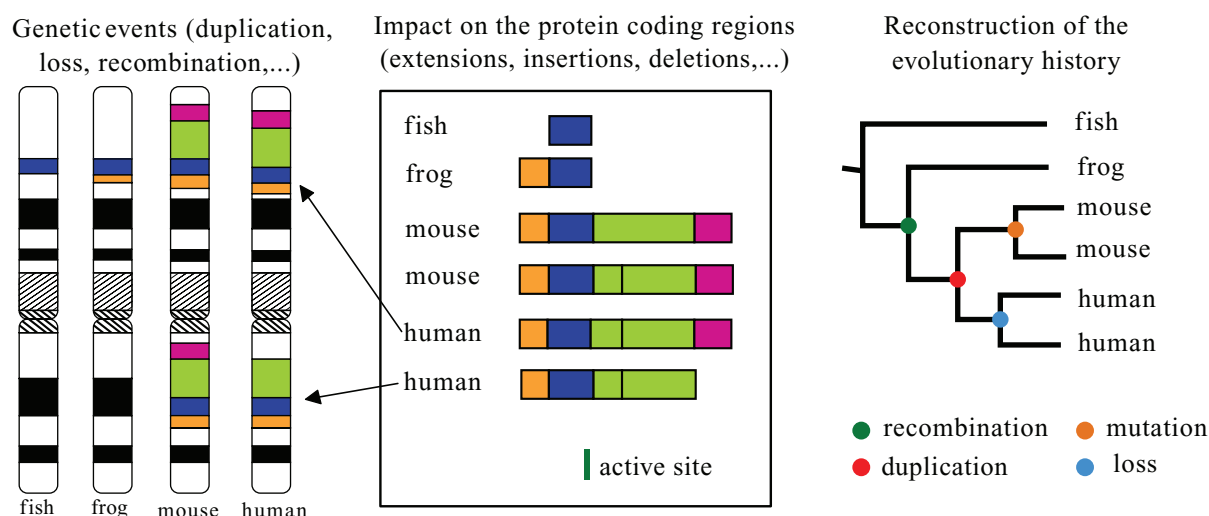 Genetic events (duplication,
loss, recombination,...)
fish
frog
mouse
human
Impact on the protein coding regions
(extensions, insertions, deletions,...)
fish
frog
mouse
mouse
human
human
active site
Reconstruction of the
evolutionary history
fish
frog
mouse
mouse
human
human
recombination
mutation
duplication
loss